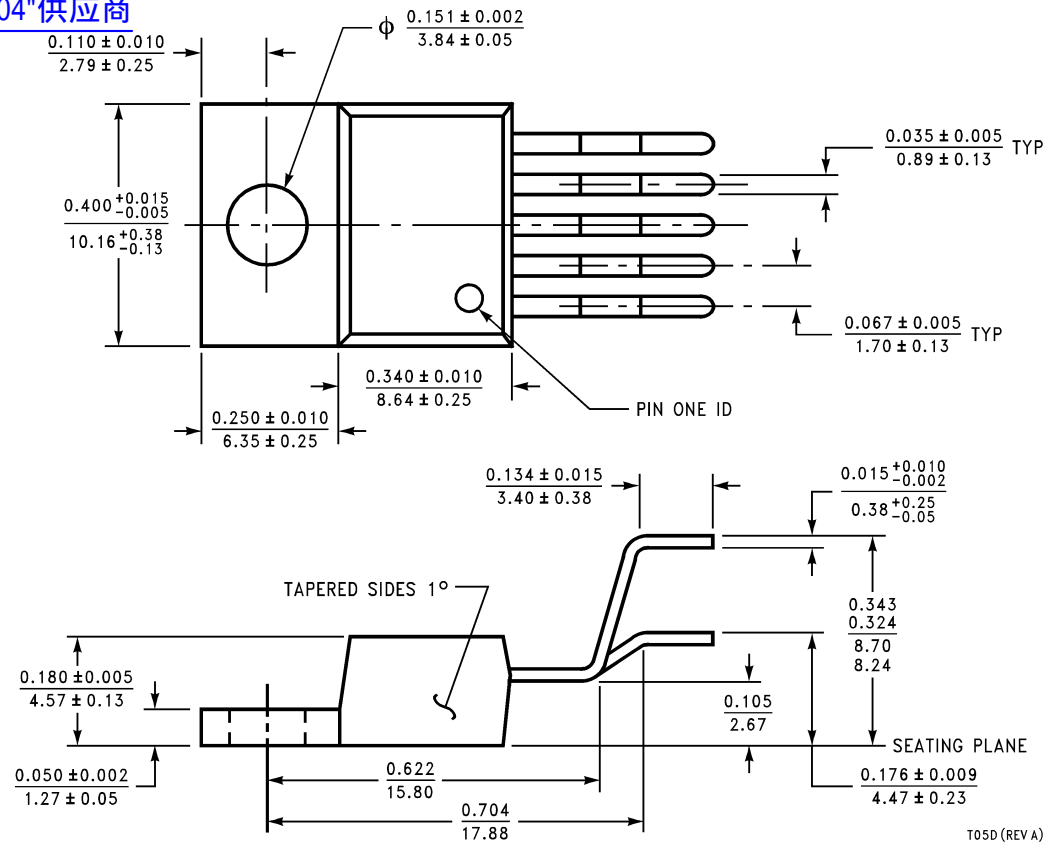 04"供应商
0.110 ± 0.010
2.79 ± 0.25
ϕ 0.151 ± 0.002
3.84 ± 0.05
0.035 ± 0.005
0.89 ± 0.13 TYP
0.400 +0.015 -0.005
10.16 +0.38 -0.13
0.067 ± 0.005
1.70 ± 0.13 TYP
0.340 ± 0.010
8.64 ± 0.25
PIN ONE ID
0.250 ± 0.010
6.35 ± 0.25
0.134 ± 0.015
3.40 ± 0.38
0.015 +0.010 -0.002
0.38 +0.25 -0.05
TAPERED SIDES 1°
0.343
0.324
8.70
8.24
0.180 ± 0.005
4.57 ± 0.13
0.105
2.67
SEATING PLANE
0.050 ± 0.002
1.27 ± 0.05
0.622
15.80
0.176 ± 0.009
4.47 ± 0.23
0.704
17.88
T05D (REV A)